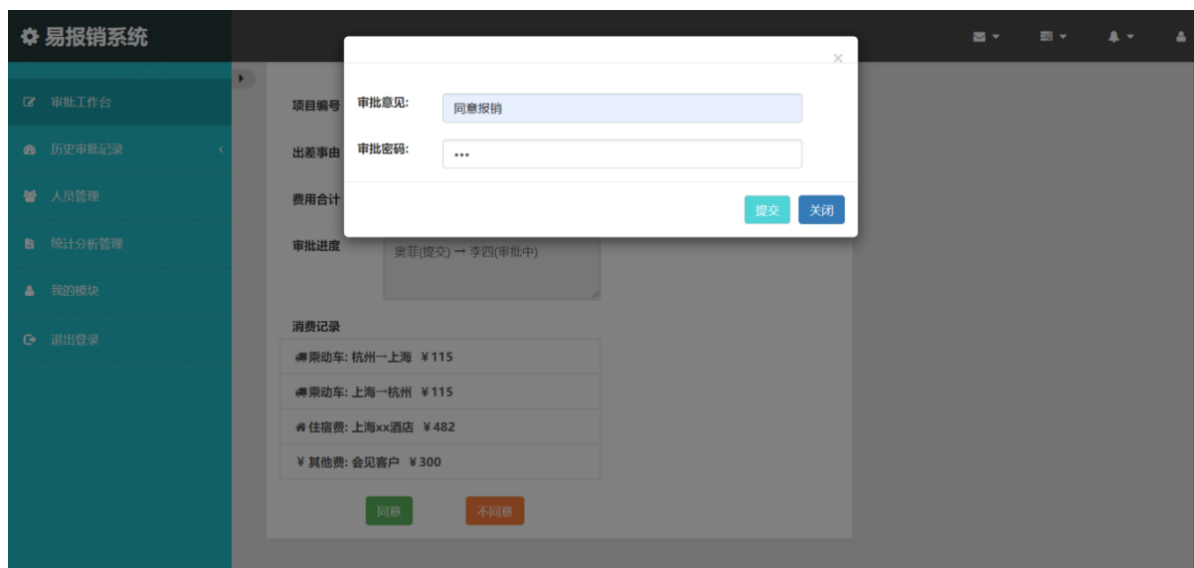 易报销系统
×
审批工作台
历史审批记录
人员管理
统计分析管理
我的模块
退出登录
审批意见: 同意报销
审批密码: •••
提交 关闭
项目编号
出差事由
费用合计
审批进度 奥菲(提交) → 李四(审批中)
消费记录
乘动车: 杭州→上海 ¥115
乘动车: 上海→杭州 ¥115
住宿费: 上海xx酒店 ¥482
¥ 其他费: 会见客户 ¥300
同意 不同意